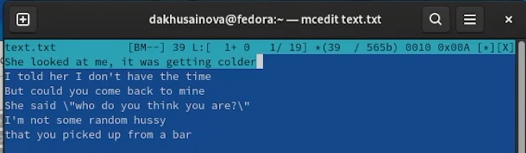 dakhusainova@fedora:~ — mcedit text.txt
text.txt [BM--] 39 L:[ 1+ 0 1/ 19] *(39 / 565b) 0010 0x00A [*][X]
She looked at me, it was getting colder
I told her I don't have the time
But could you come back to mine
She said \"who do you think you are?\"
I'm not some random hussy
that you picked up from a bar